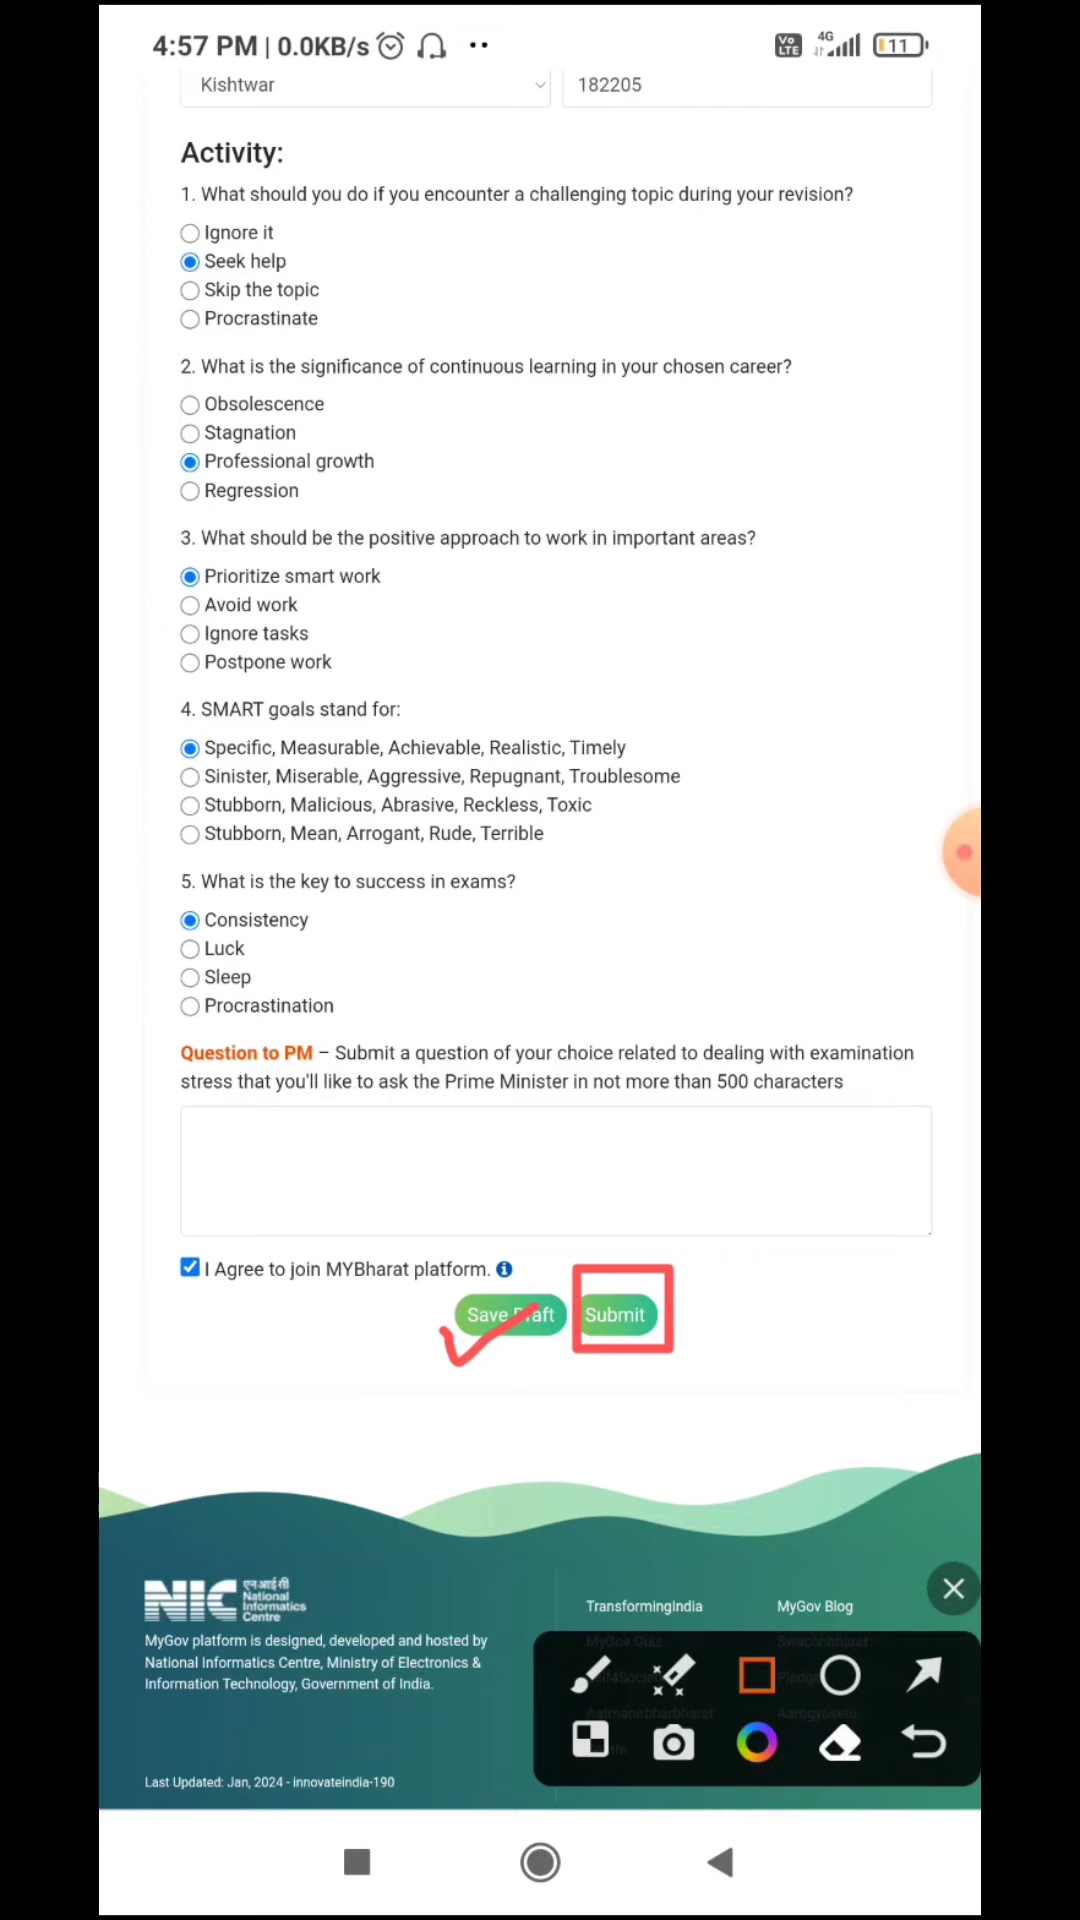 4:57 PM | 0.0KB/s
Vo LTE 4G 11
Kishtwar 182205
Activity:
1. What should you do if you encounter a challenging topic during your revision?
Ignore it
Seek help
Skip the topic
Procrastinate
2. What is the significance of continuous learning in your chosen career?
Obsolescence
Stagnation
Professional growth
Regression
3. What should be the positive approach to work in important areas?
Prioritize smart work
Avoid work
Ignore tasks
Postpone work
4. SMART goals stand for:
Specific, Measurable, Achievable, Realistic, Timely
Sinister, Miserable, Aggressive, Repugnant, Troublesome
Stubborn, Malicious, Abrasive, Reckless, Toxic
Stubborn, Mean, Arrogant, Rude, Terrible
5. What is the key to success in exams?
Consistency
Luck
Sleep
Procrastination
Question to PM – Submit a question of your choice related to dealing with examination
stress that you'll like to ask the Prime Minister in not more than 500 characters
I Agree to join MYBharat platform.
Save Draft Submit
NIC एनआईसी
National
Informatics
Centre
MyGov platform is designed, developed and hosted by
National Informatics Centre, Ministry of Electronics &
Information Technology, Government of India.
TransformingIndia MyGov Blog
MyGov Quiz Swachhbharat
Last Updated: Jan, 2024 - innovateindia-190